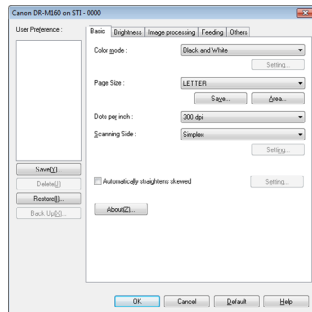 Canon DR-M160 on STI - 0000
User Preference :
Basic Brightness Image processing Feeding Others
Color mode : Black and White
Setting...
Page Size : LETTER
Save... Area...
Dots per inch : 300 dpi
Scanning Side : Simplex
Setting...
Save(Y)...
Delete(J)
Restore(I)...
Back Up(X)...
Automatically straightens skewed Setting...
About(Z)...
OK Cancel Default Help